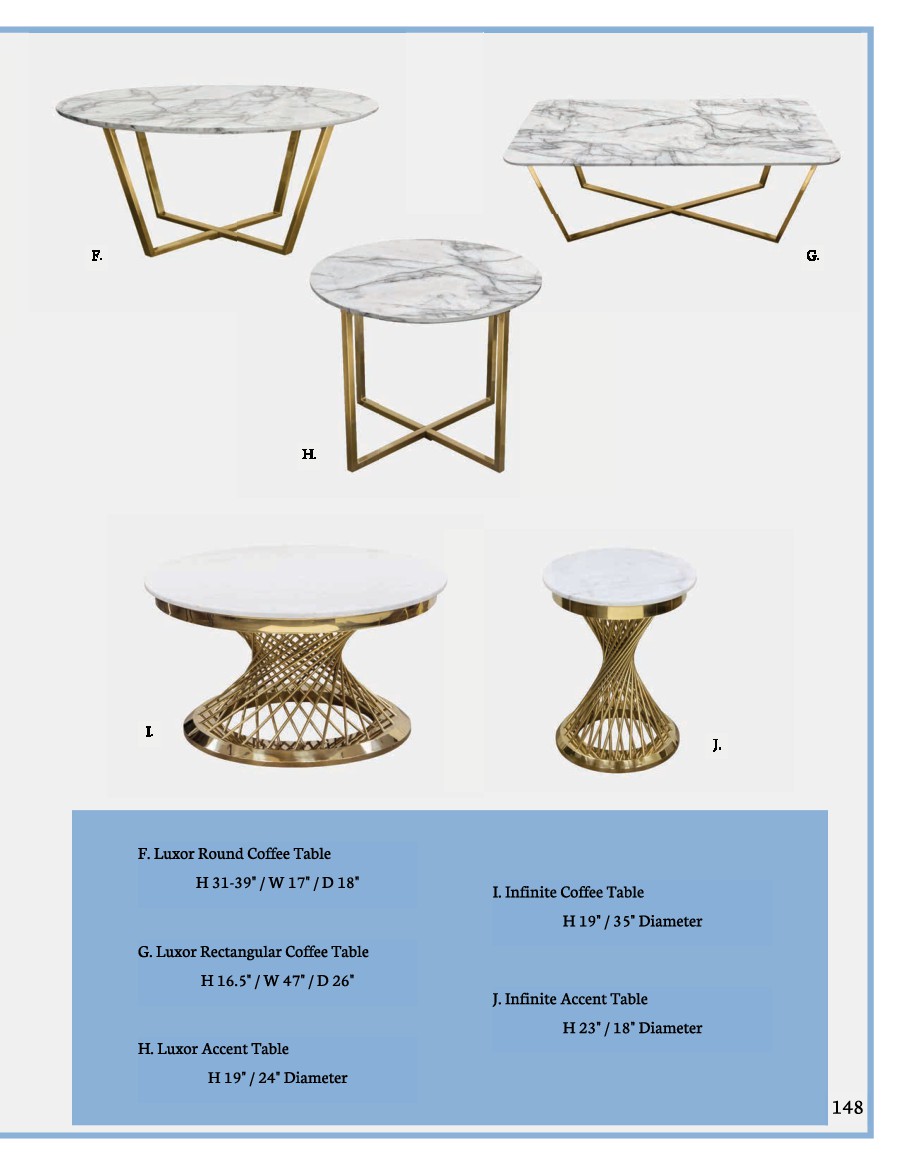 F.
G.
H.
I.
J.
F. Luxor Round Coffee Table
H 31-39" / W 17" / D 18"
G. Luxor Rectangular Coffee Table
H 16.5" / W 47" / D 26"
H. Luxor Accent Table
H 19" / 24" Diameter
I. Infinite Coffee Table
H 19" / 35" Diameter
J. Infinite Accent Table
H 23" / 18" Diameter
148